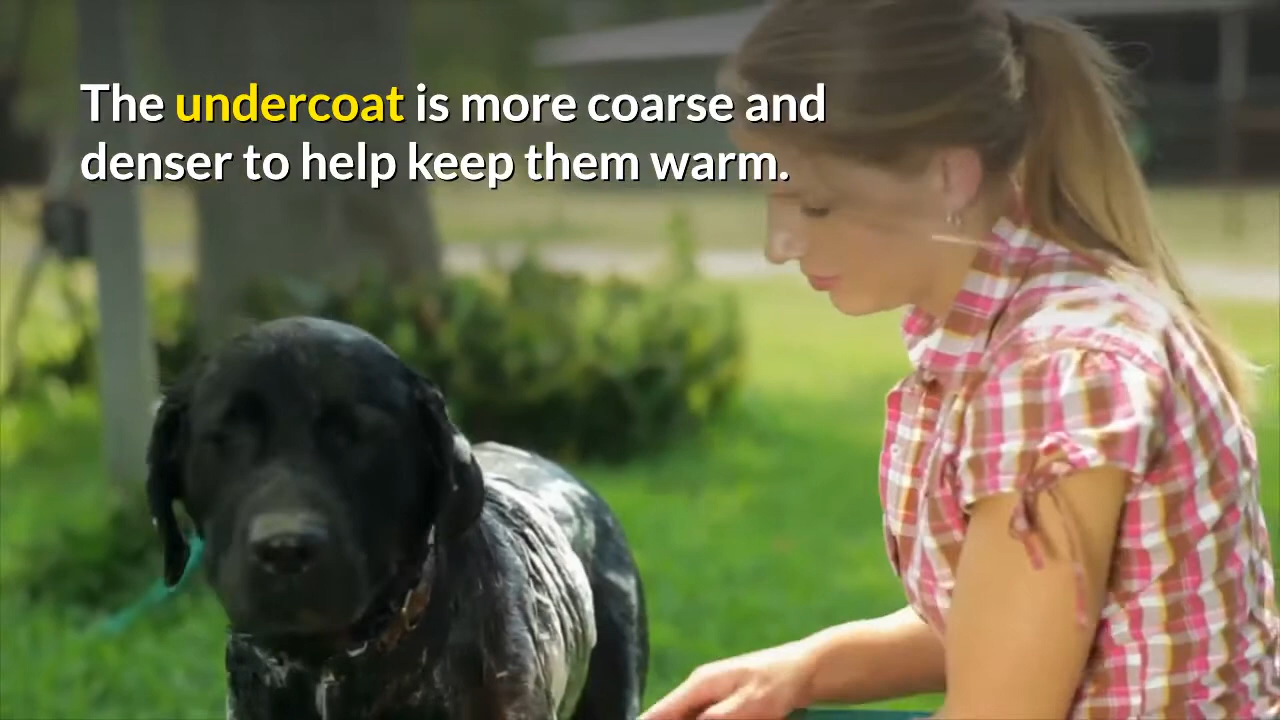 The undercoat is more coarse and
denser to help keep them warm.